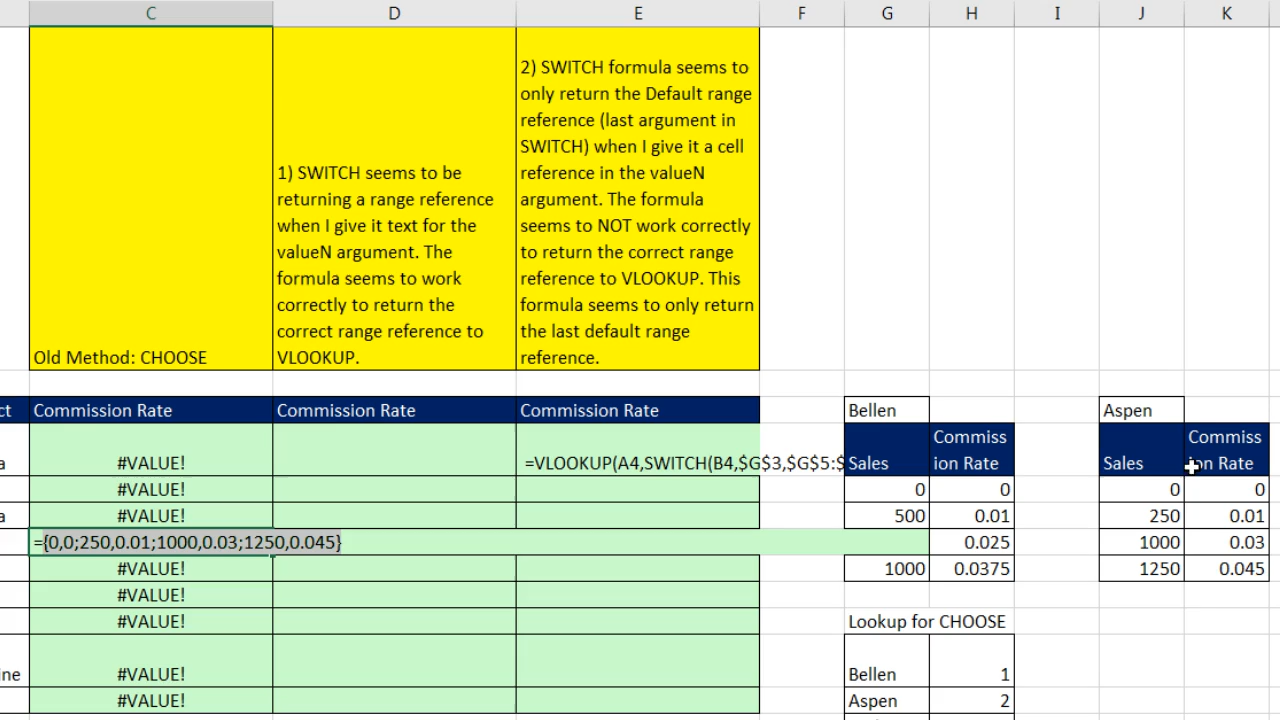 C D E F G H I J K
2) SWITCH formula seems to
only return the Default range
reference (last argument in
SWITCH) when I give it a cell
reference in the valueN
argument. The formula
seems to NOT work correctly
to return the correct range
reference to VLOOKUP. This
formula seems to only return
the last default range
reference.
1) SWITCH seems to be
returning a range reference
when I give it text for the
valueN argument. The
formula seems to work
correctly to return the
correct range reference to
VLOOKUP.
Old Method: CHOOSE
ct Commission Rate Commission Rate Commission Rate Bellen Aspen
Commiss Commiss
a #VALUE! =VLOOKUP(A4,SWITCH(B4,$G$3,$G$5:$ Sales ion Rate Sales on Rate
#VALUE! 0 0 0 0
a #VALUE! 500 0.01 250 0.01
={0,0;250,0.01;1000,0.03;1250,0.045} 0.025 1000 0.03
#VALUE! 1000 0.0375 1250 0.045
#VALUE!
#VALUE! Lookup for CHOOSE
ine #VALUE! Bellen 1
#VALUE! Aspen 2